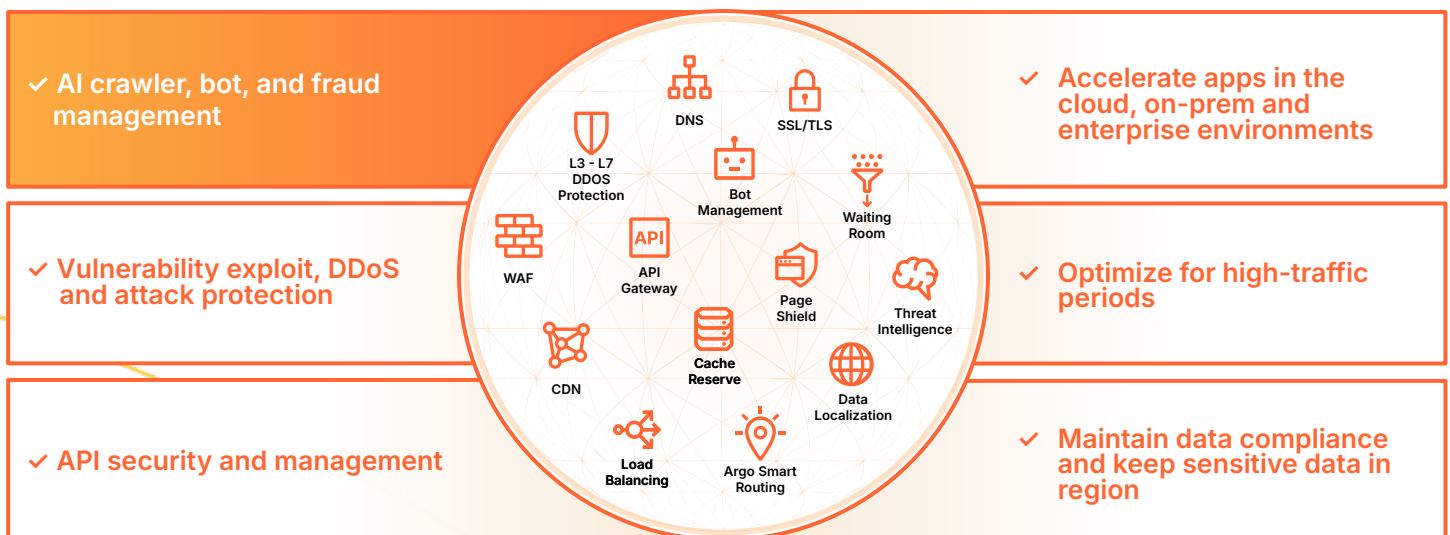 AI crawler, bot, and fraud
management
Vulnerability exploit, DDoS
and attack protection
API security and management
DNS
SSL/TLS
L3 - L7
DDOS
Protection
Bot
Management
Waiting
Room
WAF
API
API
Gateway
Page
Shield
Threat
Intelligence
CDN
Cache
Reserve
Data
Localization
Load
Balancing
Argo Smart
Routing
Accelerate apps in the
cloud, on-prem and
enterprise environments
Optimize for high-traffic
periods
Maintain data compliance
and keep sensitive data in
region